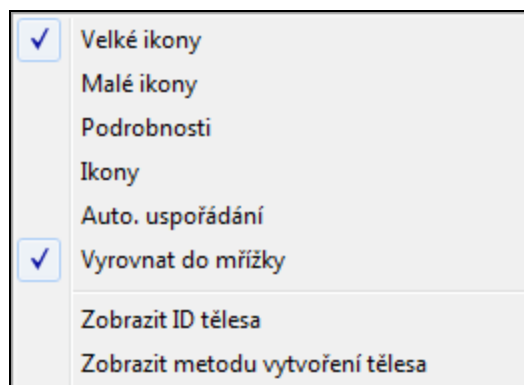 Velké ikony
Malé ikony
Podrobnosti
Ikony
Auto. uspořádání
Vyrovnat do mřížky
Zobrazit ID tělesa
Zobrazit metodu vytvoření tělesa